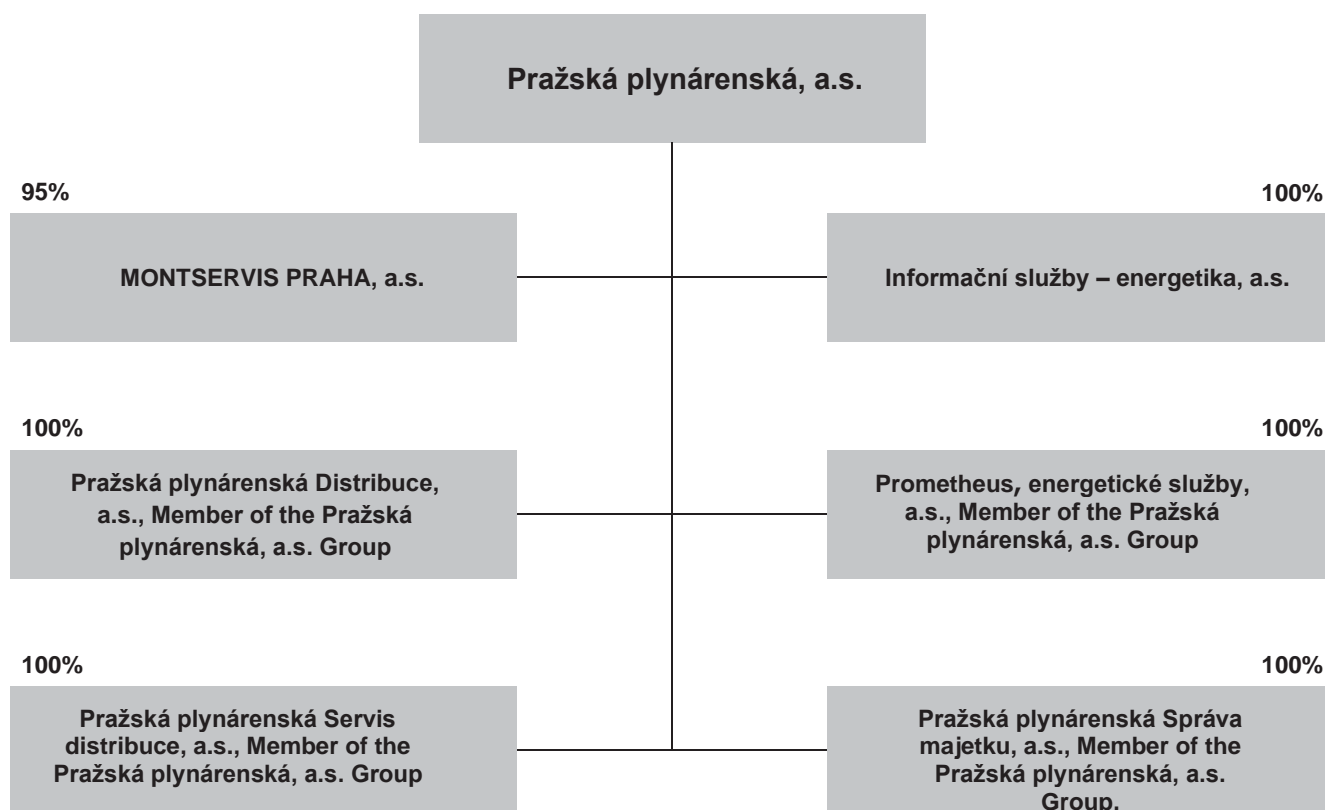 Pražská plynárenská, a.s.
95%
100%
MONTSERVIS PRAHA, a.s.
Informační služby – energetika, a.s.
100%
100%
Pražská plynárenská Distribuce,
a.s., Member of the Pražská
plynárenská, a.s. Group
Prometheus, energetické služby,
a.s., Member of the Pražská
plynárenská, a.s. Group
100%
100%
Pražská plynárenská Servis
distribuce, a.s., Member of the
Pražská plynárenská, a.s. Group
Pražská plynárenská Správa
majetku, a.s., Member of the
Pražská plynárenská, a.s.
Group.